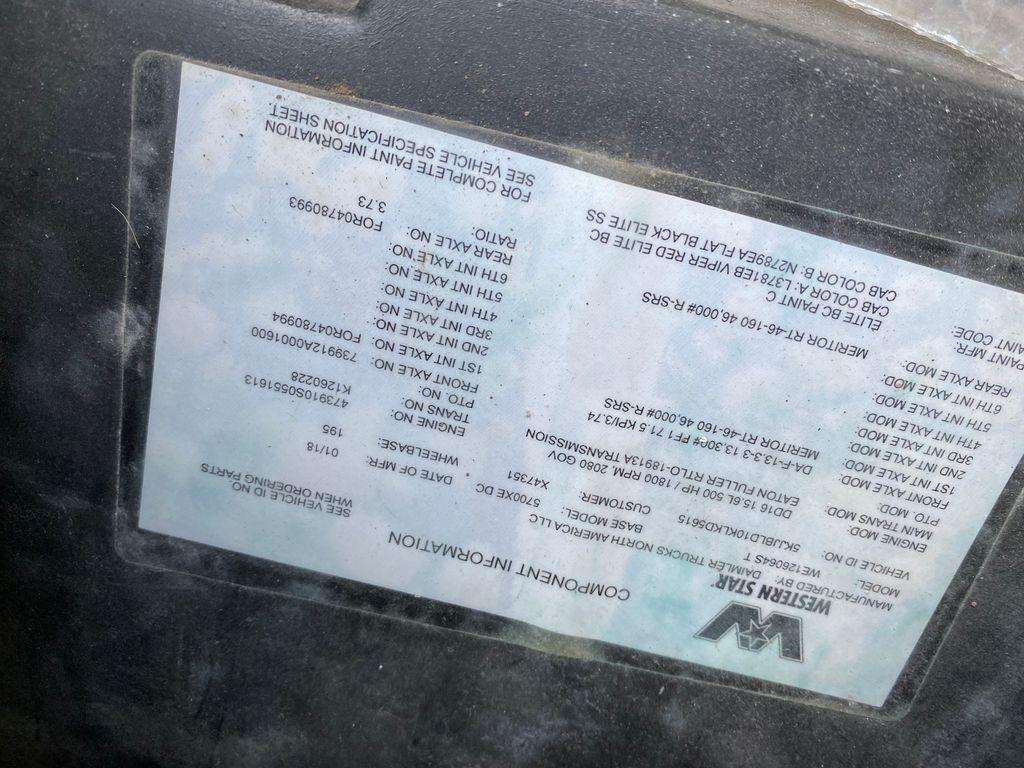 WESTERN STAR
COMPONENT INFORMATION
MANUFACTURED BY: DAIMLER TRUCKS NORTH AMERICA LLC
SEE VEHICLE ID NO.
WHEN ORDERING PARTS
MODEL: WE126064S T
BASE MODEL: 5700XE DC
DATE OF MFR: 01/18
VEHICLE ID NO: 5KJJBLD10KLKD5615
CUSTOMER: X47351
WHEELBASE: 195
ENGINE MOD: DD16 15.6L 500 HP / 1800 RPM, 2080 GOV
ENGINE NO: 473910S0551613
MAIN TRANS MOD: EATON FULLER RTLO-18913A TRANSMISSION
TRANS NO: K1260228
PTO. MOD:
PTO. NO:
FRONT AXLE MOD: DA-F-13.3-3 13,300# FF1 71.5 KPI/3.74
FRONT AXLE NO: 739912A0001600
1ST INT AXLE MOD: MERITOR RT-46-160 46,000# R-SRS
1ST INT AXLE NO: FOR04780994
2ND INT AXLE MOD:
2ND INT AXLE NO:
3RD INT AXLE MOD:
3RD INT AXLE NO:
4TH INT AXLE MOD:
4TH INT AXLE NO:
5TH INT AXLE MOD:
5TH INT AXLE NO:
6TH INT AXLE MOD:
6TH INT AXLE NO:
REAR AXLE MOD: MERITOR RT-46-160 46,000# R-SRS
REAR AXLE NO: FOR04780993
RATIO: 3.73
PAINT MFR: ELITE BC PAINT C
PAINT CODE: CAB COLOR A: L3781EB VIPER RED ELITE BC
CAB COLOR B: N2789EA FLAT BLACK ELITE SS
FOR COMPLETE PAINT INFORMATION
SEE VEHICLE SPECIFICATION SHEET.